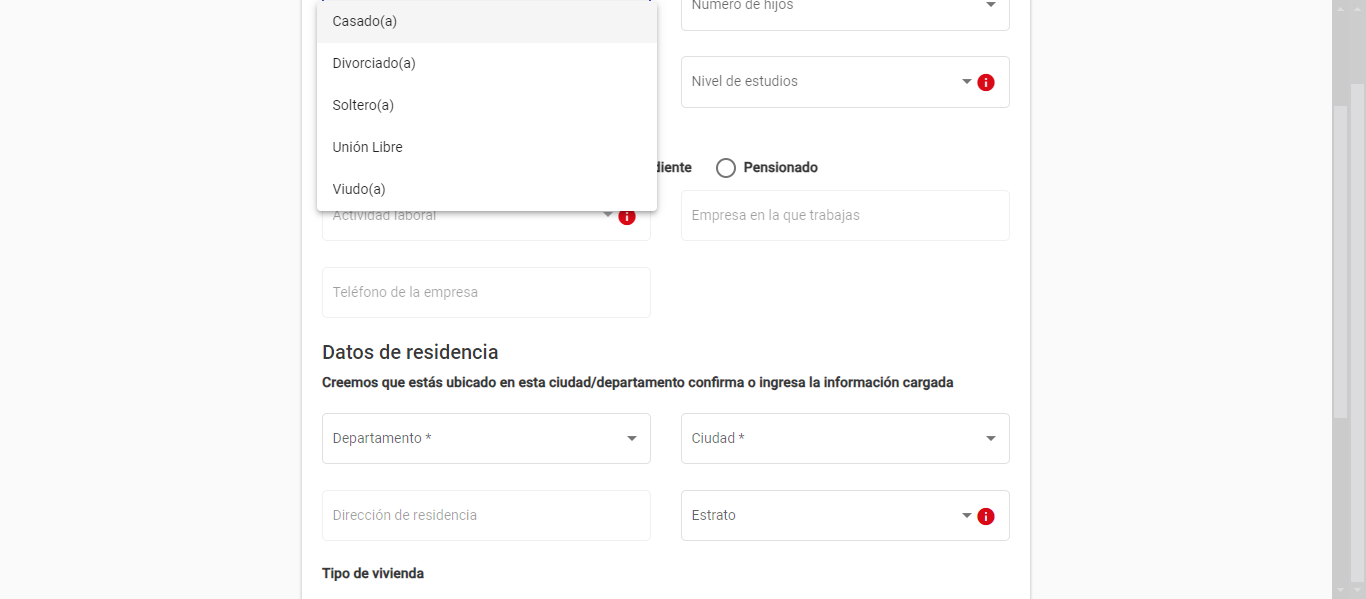 Casado(a)
Número de hijos
Divorciado(a)
Nivel de estudios
Soltero(a)
Unión Libre
Pensionado
Viudo(a)
Actividad laboral
Empresa en la que trabajas
Teléfono de la empresa
Datos de residencia
Creemos que estás ubicado en esta ciudad/departamento confirma o ingresa la información cargada
Departamento *
Ciudad *
Dirección de residencia
Estrato
Tipo de vivienda